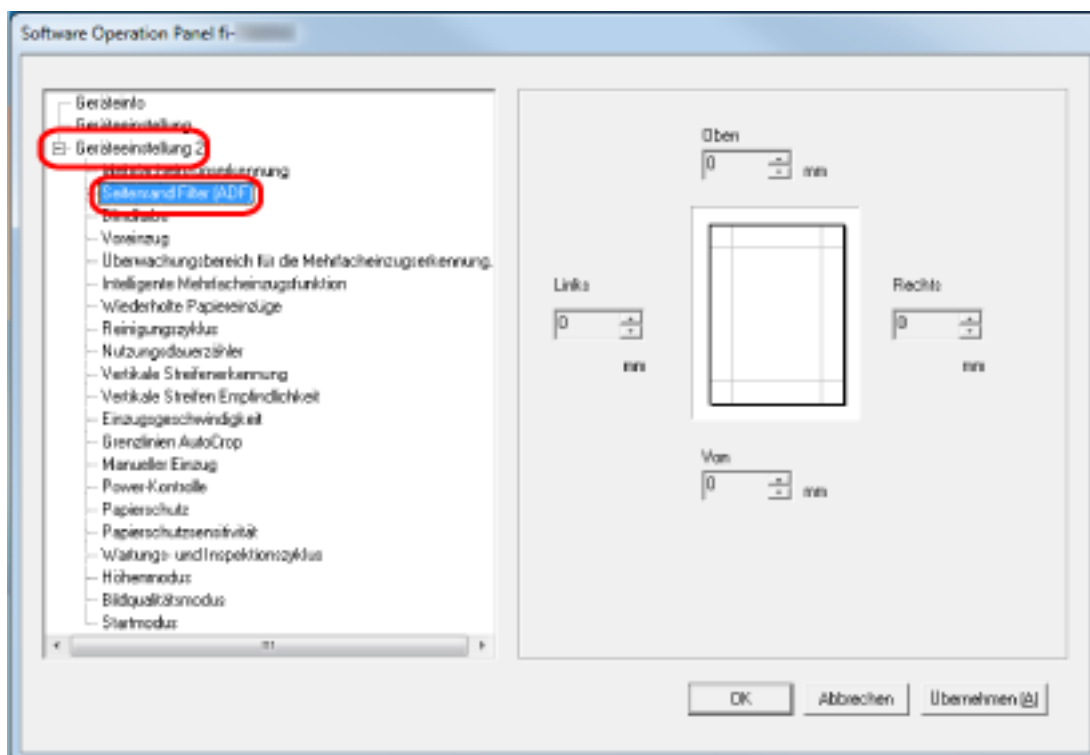 Software Operation Panel fi-
Geräteinfo
Geräteeinstellung
Geräteeinstellung 2
Seitenrand Filter (ADF)
Voreinzug
Überwachungsbereich für die Mehrfacheinzugserkennung.
Intelligente Mehrfacheinzugsfunktion
Wiederholte Papiereinzüge
Reinigungszyklus
Nutzungsdauerzähler
Vertikale Streifenerkennung
Vertikale Streifen Empfindlichkeit
Einzugsgeschwindigkeit
Grenzlinien AutoCrop
Manueller Einzug
Power-Kontrolle
Papierschutz
Papierschutzsensitivität
Wartungs- und Inspektionszyklus
Höhenmodus
Bildqualitätsmodus
Startmodus
Oben
0 mm
Links
0
mm
Rechts
0
mm
0 mm
OK Abbrechen Übernehmen (A)